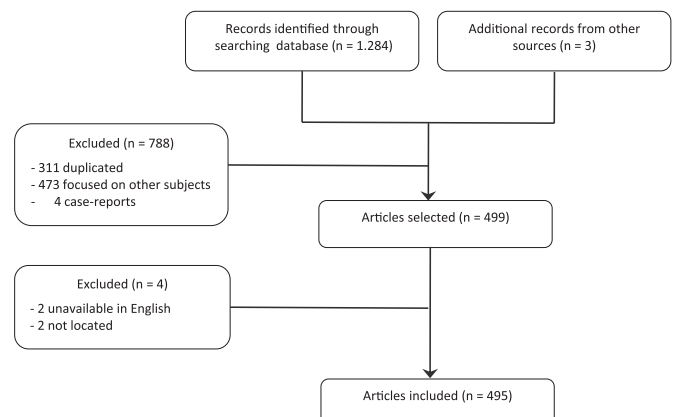 Records identified through
searching database (n = 1.284)
Additional records from other
sources (n = 3)
Excluded (n = 788)
- 311 duplicated
- 473 focused on other subjects
- 4 case-reports
Articles selected (n = 499)
Excluded (n = 4)
- 2 unavailable in English
- 2 not located
Articles included (n = 495)